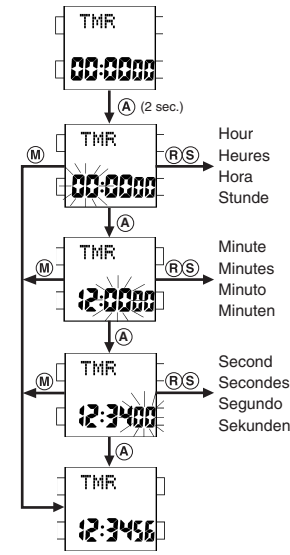 TMR
00:0000
A (2 sec.)
TMR
M
R S
00:0000
Hour
Heures
Hora
Stunde
A
TMR
M
R S
12:0000
Minute
Minutes
Minuto
Minuten
A
TMR
M
R S
12:3400
Second
Secondes
Segundo
Sekunden
A
TMR
12:3456